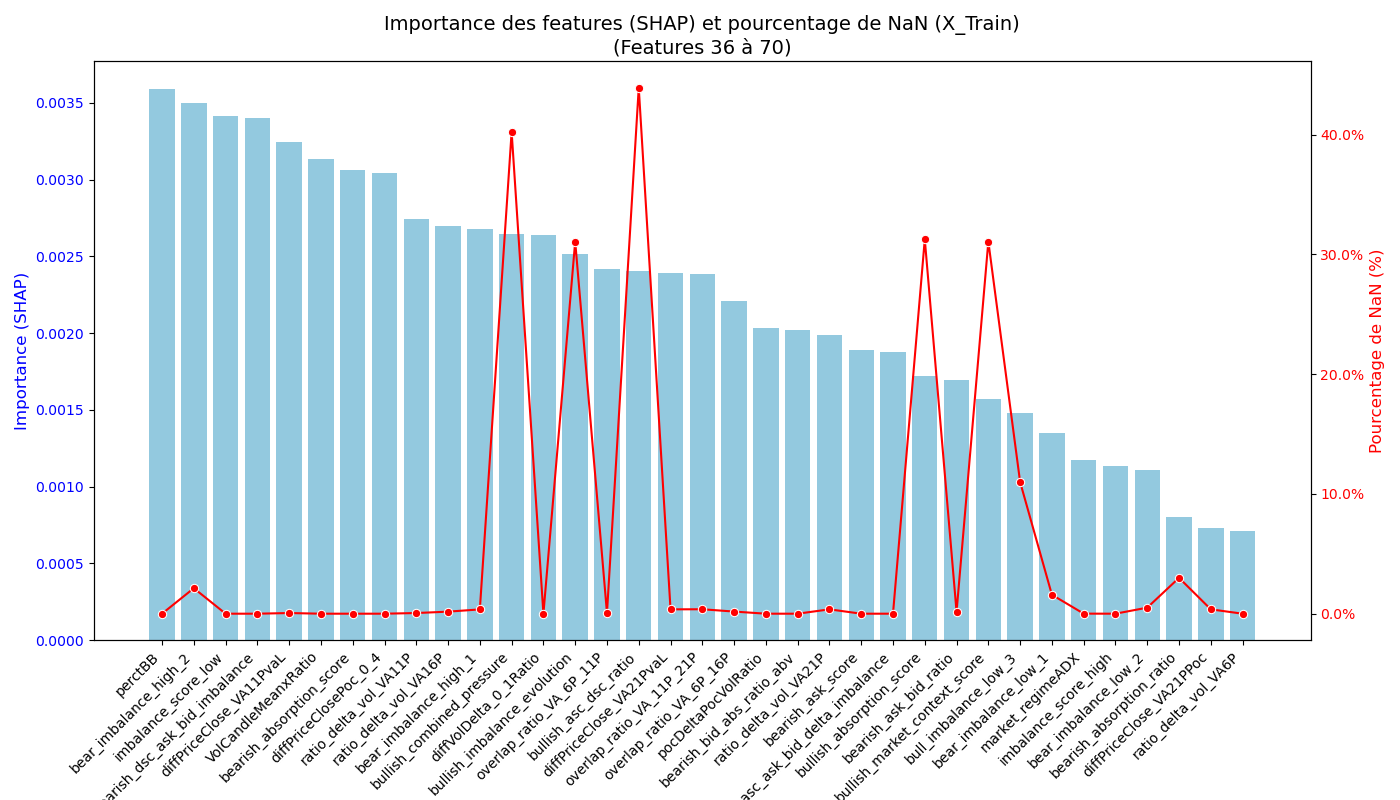 Importance des features (SHAP) et pourcentage de NaN (X_Train)
(Features 36 à 70)
Importance (SHAP)
0.0035
0.0030
0.0025
0.0020
0.0015
0.0010
0.0005
0.0000
40.0%
30.0%
20.0%
10.0%
0.0%
Pourcentage de NaN (%)
perctBB
bear_imbalance_high_2
imbalance_score_low
arish_dsc_ask_bid_imbalance
diffPriceClose_VA11PvaL
VolCandleMeanxRatio
bearish_absorption_score
diffPriceClosePoc_0_4
ratio_delta_vol_VA11P
ratio_delta_vol_VA16P
bear_imbalance_high_1
bullish_combined_pressure
diffVolDelta_0_1Ratio
bullish_imbalance_evolution
overlap_ratio_VA_6P_11P
bullish_asc_dsc_ratio
diffPriceClose_VA21PvaL
overlap_ratio_VA_11P_21P
overlap_ratio_VA_6P_16P
pocDeltaPocVolRatio
bearish_bid_abs_ratio_abv
ratio_delta_vol_VA21P
bearish_ask_score
asc_ask_bid_delta_imbalance
bullish_absorption_score
bearish_ask_bid_ratio
bullish_market_context_score
bull_imbalance_low_3
bear_imbalance_low_1
market_regimeADX
imbalance_score_high
bear_imbalance_low_2
bearish_absorption_ratio
diffPriceClose_VA21PPoc
ratio_delta_vol_VA6P